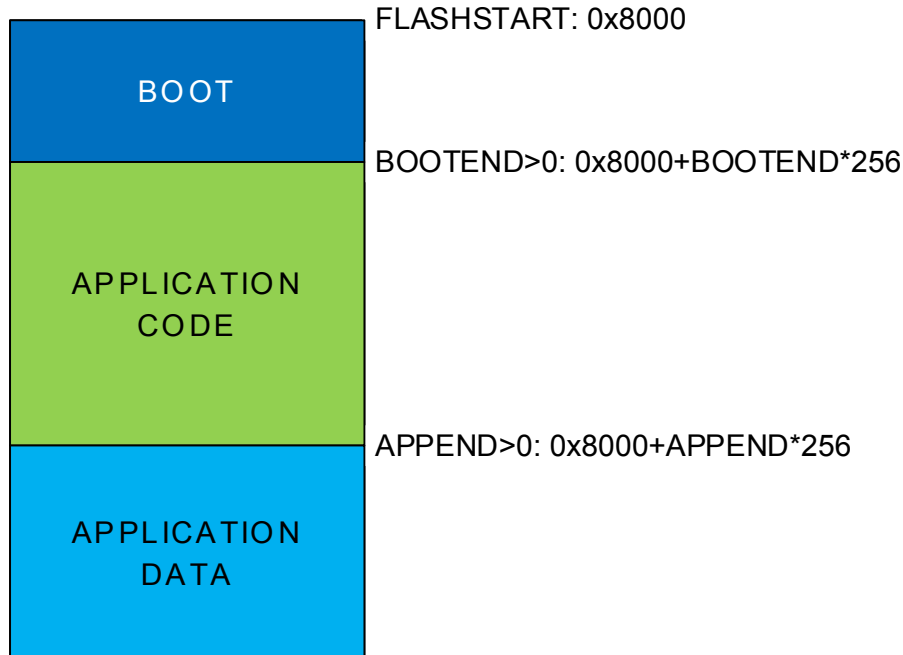 FLASHSTART: 0x8000
BOOT
BOOTEND>0: 0x8000+BOOTEND*256
APPLICATION
CODE
APPEND>0: 0x8000+APPEND*256
APPLICATION
DATA